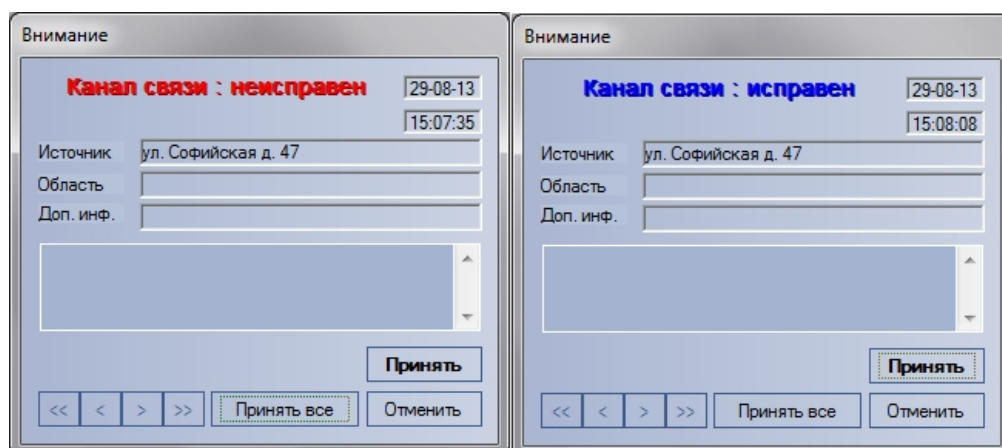 Внимание
Канал связи : неисправен
29-08-13
15:07:35
Источник
ул. Софийская д. 47
Область
Доп. инф.
Принять
<< < > >> Принять все Отменить
Внимание
Канал связи : исправен
29-08-13
15:08:08
Источник
ул. Софийская д. 47
Область
Доп. инф.
Принять
<< < > >> Принять все Отменить